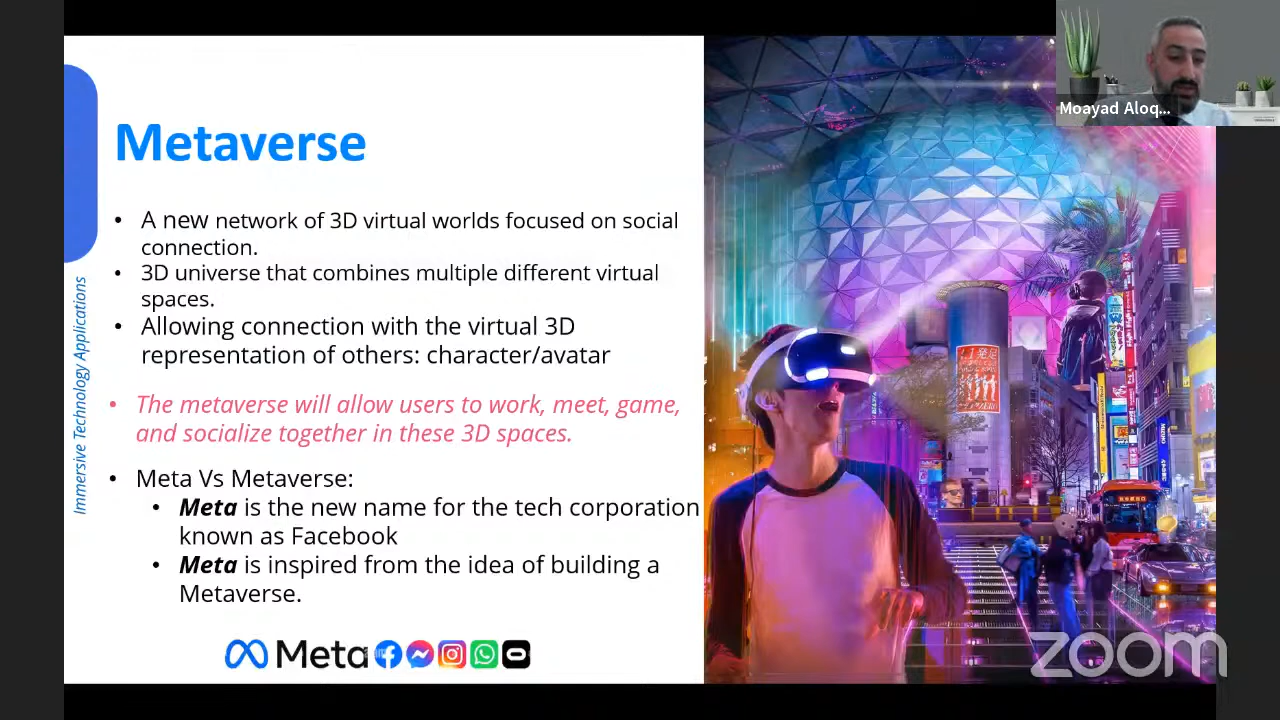 Moayad Aloq...
Metaverse
• A new network of 3D virtual worlds focused on social
connection.
• 3D universe that combines multiple different virtual
spaces.
• Allowing connection with the virtual 3D
representation of others: character/avatar
• The metaverse will allow users to work, meet, game,
and socialize together in these 3D spaces.
• Meta Vs Metaverse:
• Meta is the new name for the tech corporation
known as Facebook
• Meta is inspired from the idea of building a
Metaverse.
Immersive Technology Applications
Meta
zoom